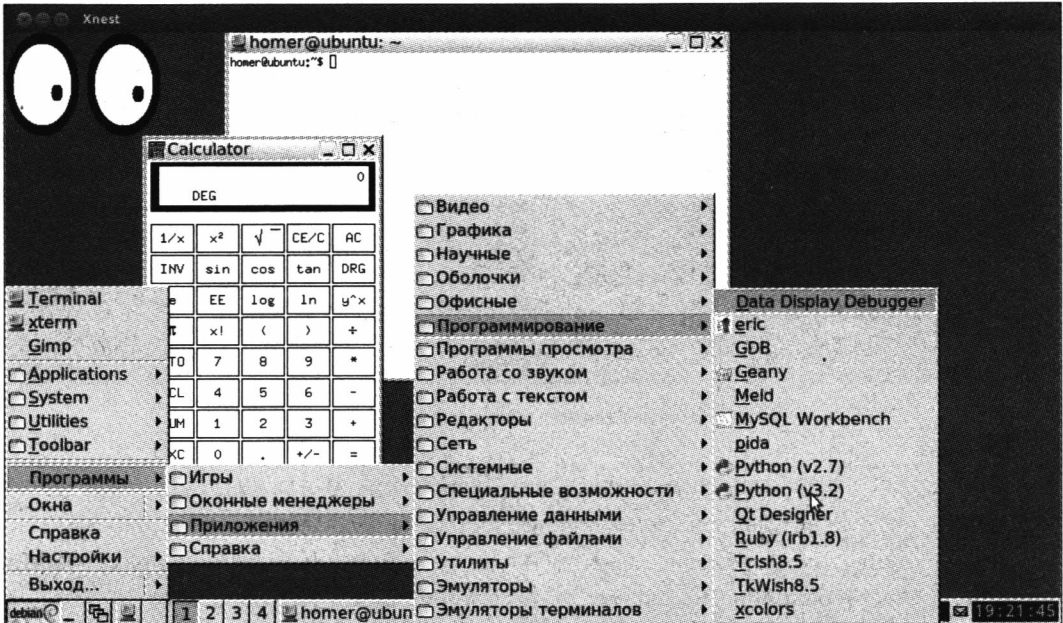 Xnest
homer@ubuntu: ~
homer@ubuntu:~$
Calculator
0
DEG
1/x x² √ CE/C AC
INV sin cos tan DRG
e EE log ln y^x
π x! ( ) ÷
TO 7 8 9 *
CL 4 5 6 -
UM 1 2 3 +
XC 0 . +/- =
Terminal
xterm
Gimp
Applications
System
Utilities
Toolbar
Программы
Окна
Справка
Настройки
Выход...
Игры
Оконные менеджеры
Приложения
Справка
Видео
Графика
Научные
Оболочки
Офисные
Программирование
Программы просмотра
Работа со звуком
Работа с текстом
Редакторы
Сеть
Системные
Специальные возможности
Управление данными
Управление файлами
Утилиты
Эмуляторы
Эмуляторы терминалов
Data Display Debugger
eric
GDB
Geany
Meld
MySQL Workbench
pida
Python (v2.7)
Python (v3.2)
Qt Designer
Ruby (irb1.8)
Tclsh8.5
TkWish8.5
xcolors
debian 1 2 3 4 homer@ubun 19:21:45